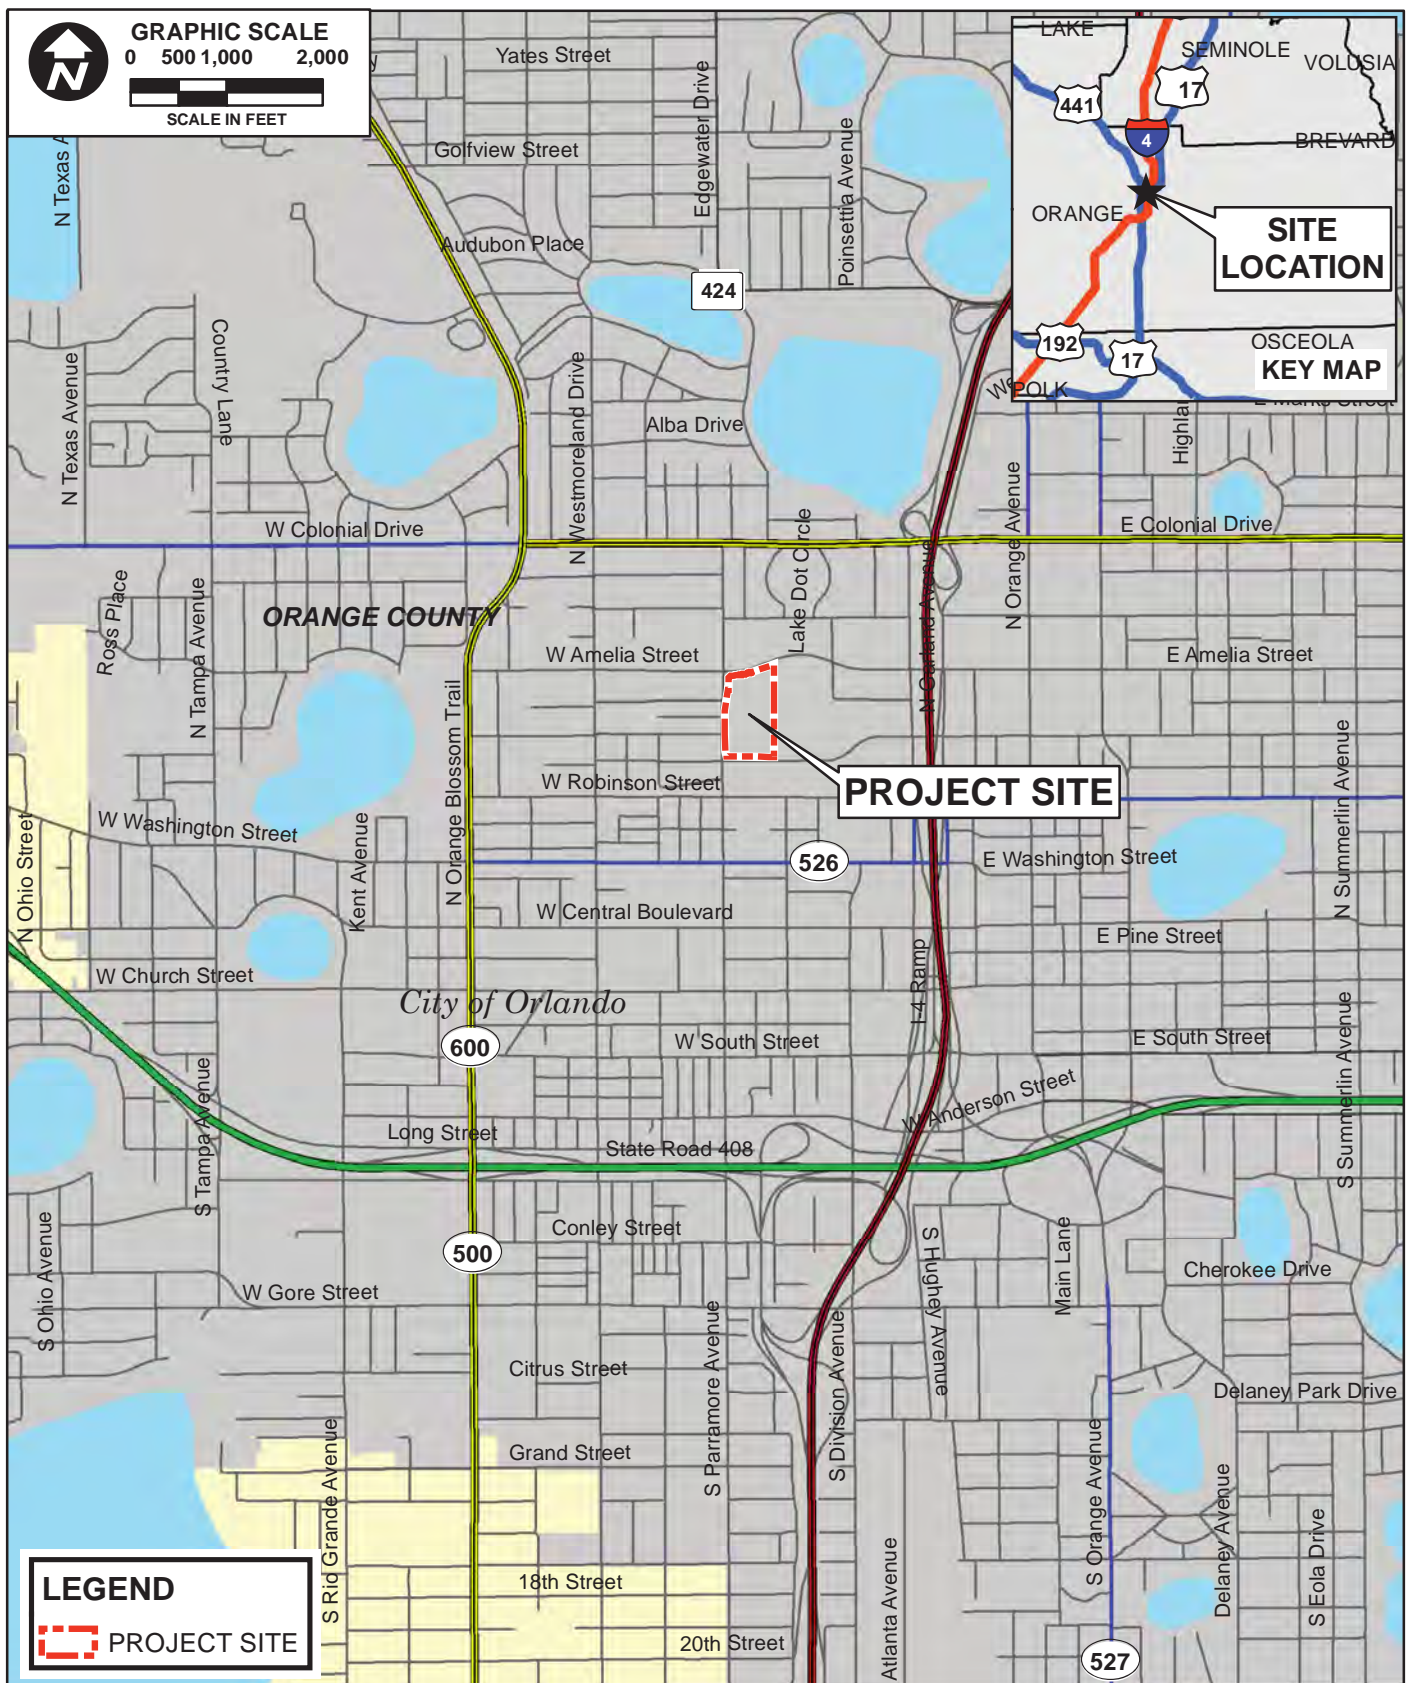 GRAPHIC SCALE
0 500 1,000 2,000
SCALE IN FEET
N
LAKE
SEMINOLE
VOLUSIA
441
17
4
BREVARD
ORANGE
SITE
LOCATION
192
17
OSCEOLA
POLK
KEY MAP
Yates Street
Edgewater Drive
Golfview Street
Poinsettia Avenue
N Texas A
Audubon Place
424
Country Lane
N Texas Avenue
N Westmoreland Drive
Alba Drive
E Marks Street
Highlan
W Colonial Drive
Lake Dot Circle
N Orange Avenue
E Colonial Drive
Ross Place
N Tampa Avenue
ORANGE COUNTY
N Garland Avenue
W Amelia Street
E Amelia Street
N Orange Blossom Trail
N Summerlin Avenue
W Robinson Street
PROJECT SITE
W Washington Street
N Ohio Street
Kent Avenue
526
E Washington Street
W Central Boulevard
E Pine Street
W Church Street
City of Orlando
I-4 Ramp
600
W South Street
E South Street
S Tampa Avenue
W Anderson Street
S Summerlin Avenue
Long Street
State Road 408
S Ohio Avenue
Conley Street
500
S Hughey Avenue
Main Lane
Cherokee Drive
W Gore Street
Citrus Street
S Parramore Avenue
S Division Avenue
Delaney Park Drive
S Rio Grande Avenue
Grand Street
S Orange Avenue
Delaney Avenue
S Eola Drive
18th Street
Atlanta Avenue
20th Street
527
LEGEND
PROJECT SITE